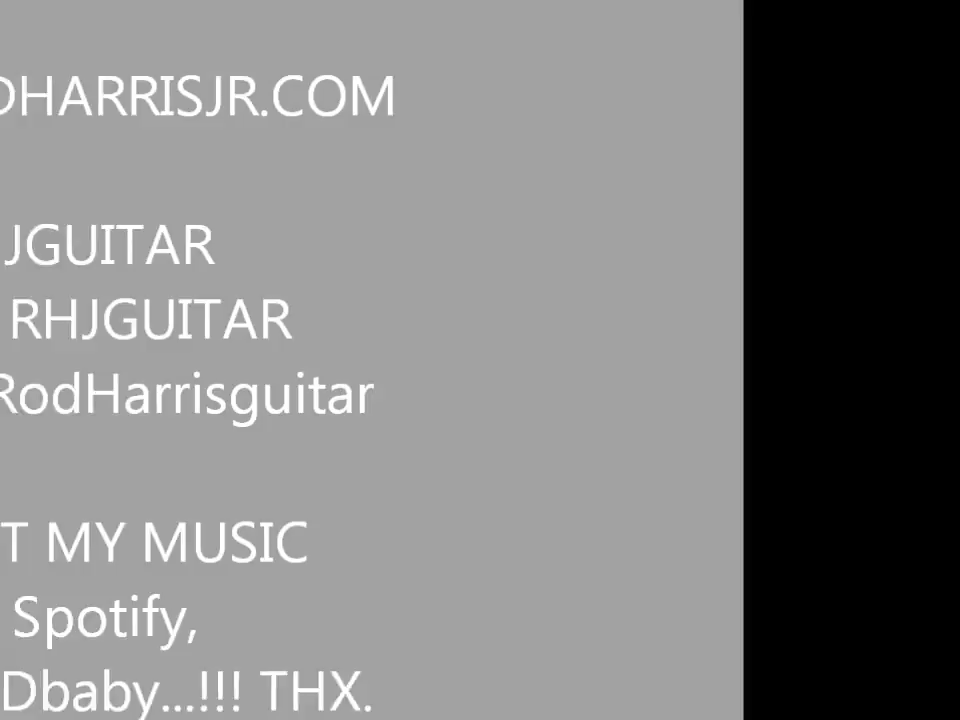 DHARRISJR.COM
JGUITAR
RHJGUITAR
RodHarrisguitar
T MY MUSIC
Spotify,
Dbaby...!!! THX.